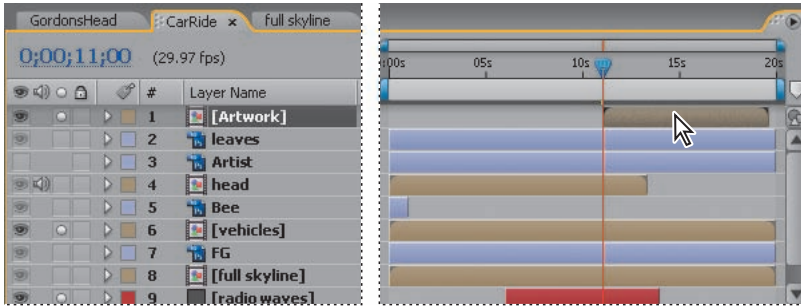 GordonsHead
CarRide ×
full skyline
0;00;11;00 (29.97 fps)
# Layer Name
1 [Artwork]
2 leaves
3 Artist
4 head
5 Bee
6 [vehicles]
7 FG
8 [full skyline]
9 [radio waves]
:00s 05s 10s 15s 20s